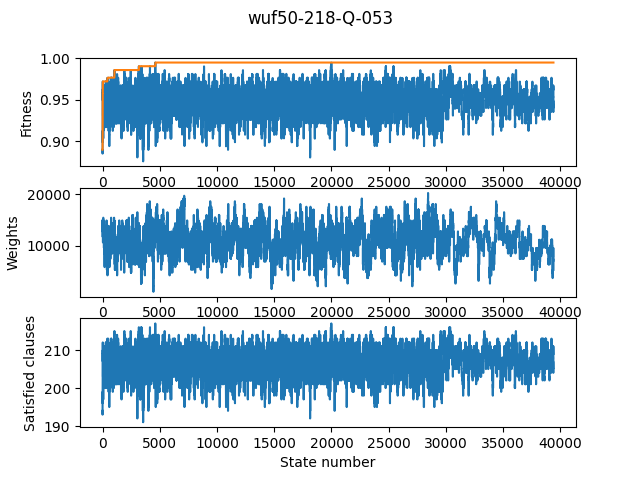 wuf50-218-Q-053
1.00
0.95
0.90
Fitness
0 5000 10000 15000 20000 25000 30000 35000 40000
20000
10000
Weights
0 5000 10000 15000 20000 25000 30000 35000 40000
210
200
190
Satisfied clauses
0 5000 10000 15000 20000 25000 30000 35000 40000
State number